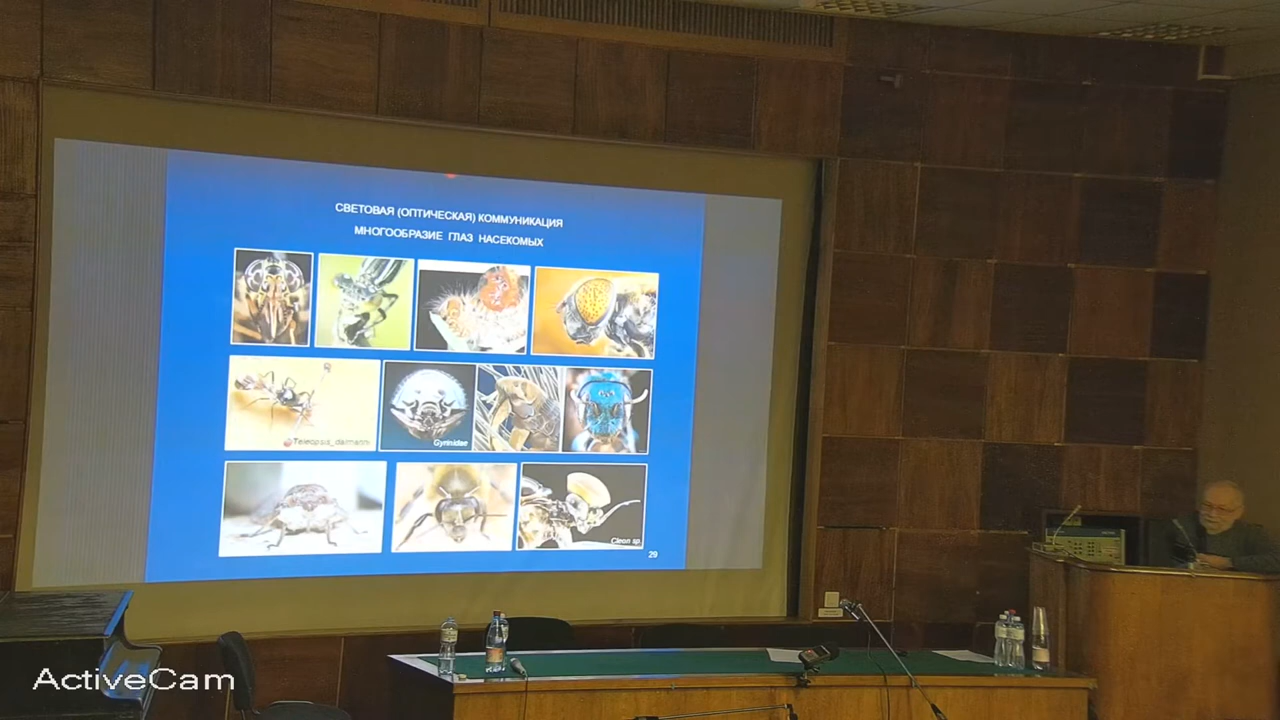 СВЕТОВАЯ (ОПТИЧЕСКАЯ) КОММУНИКАЦИЯ
МНОГООБРАЗИЕ ГЛАЗ НАСЕКОМЫХ
Teleopsis_dalmanni
Gyrinidae
Cleon sp.
29
ActiveCam